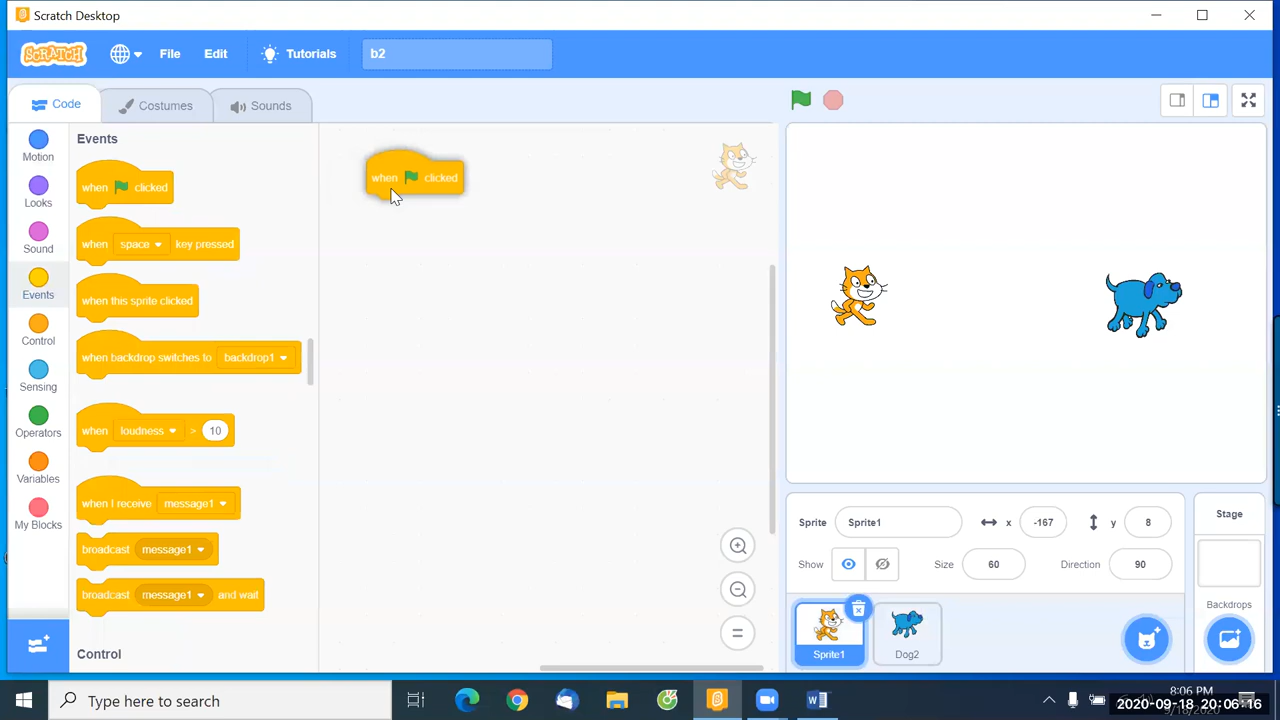 Scratch Desktop
SCRATCH
File
Edit
Tutorials
b2
Code
Costumes
Sounds
Motion
Looks
Sound
Events
Control
Sensing
Operators
Variables
My Blocks
Events
when clicked
when space key pressed
when this sprite clicked
when backdrop switches to backdrop1
when loudness > 10
when I receive message1
broadcast message1
broadcast message1 and wait
Control
when clicked
Sprite
Sprite1
x
-167
y
8
Show
Size
60
Direction
90
Sprite1
Dog2
Stage
Backdrops
Type here to search
8:06 PM
2020-09-18 20:06:16